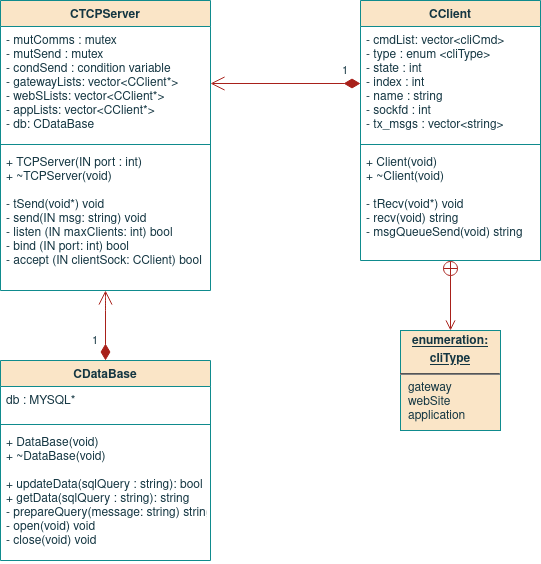 CTCPServer
- mutComms : mutex
- mutSend : mutex
- condSend : condition variable
- gatewayLists: vector<CClient*>
- webSLists: vector<CClient*>
- appLists: vector<CClient*>
- db: CDataBase
+ TCPServer(IN port : int)
+ ~TCPServer(void)
- tSend(void*) void
- send(IN msg: string) void
- listen (IN maxClients: int) bool
- bind (IN port: int) bool
- accept (IN clientSock: CClient) bool
1
CClient
- cmdList: vector<cliCmd>
- type : enum <cliType>
- state : int
- index : int
- name : string
- sockfd : int
- tx_msgs : vector<string>
+ Client(void)
+ ~Client(void)
- tRecv(void*) void
- recv(void) string
- msgQueueSend(void) string
1
enumeration:
cliType
gateway
webSite
application
CDataBase
db : MYSQL*
+ DataBase(void)
+ ~DataBase(void)
+ updateData(sqlQuery : string): bool
+ getData(sqlQuery : string): string
- prepareQuery(message: string) strin
- open(void) void
- close(void) void